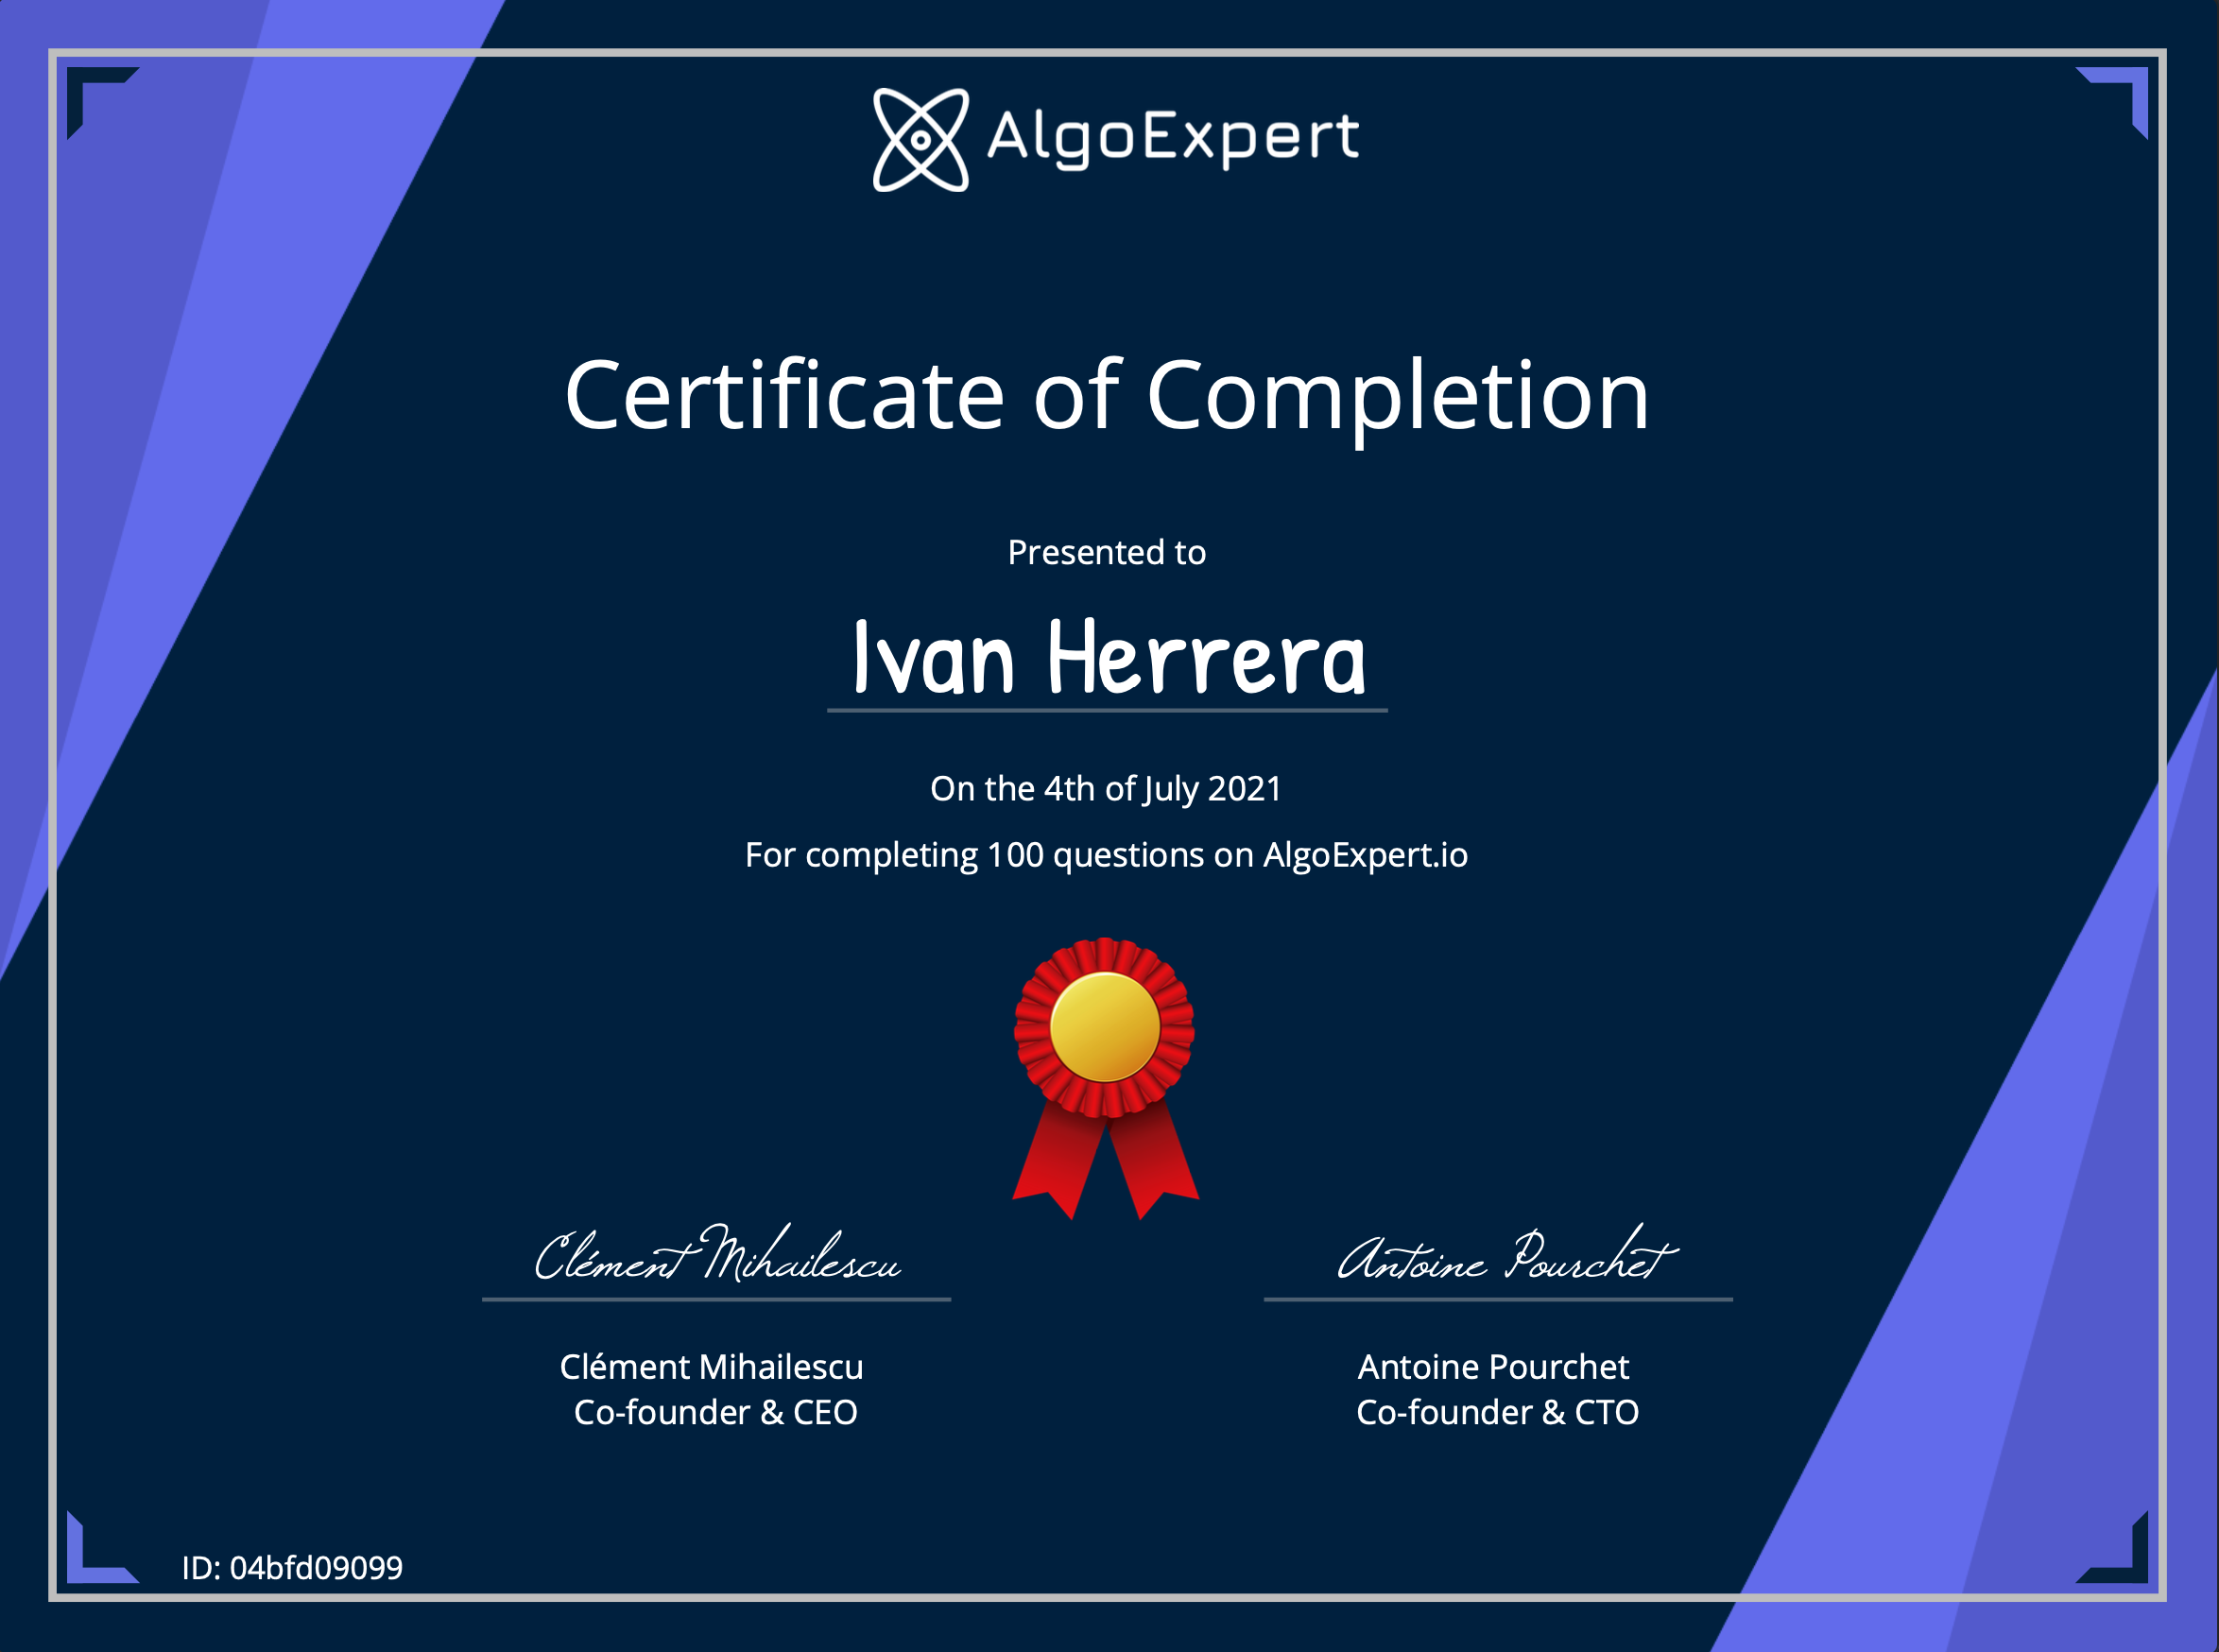 AlgoExpert
Certificate of Completion
Presented to
Ivan Herrera
On the 4th of July 2021
For completing 100 questions on AlgoExpert.io
Clément Mihailescu
Antoine Pourchet
Clément Mihailescu
Co-founder & CEO
Antoine Pourchet
Co-founder & CTO
ID: 04bfd09099